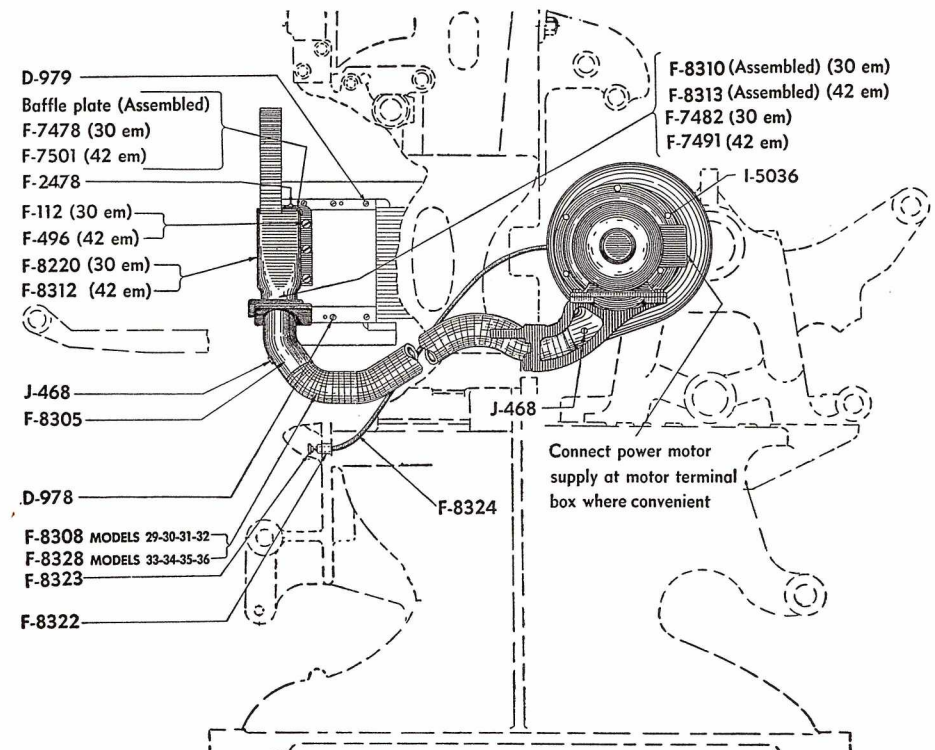 D-979
Baffle plate (Assembled)
F-7478 (30 em)
F-7501 (42 em)
F-2478
F-112 (30 em)
F-496 (42 em)
F-8220 (30 em)
F-8312 (42 em)
J-468
F-8305
D-978
F-8308 MODELS 29-30-31-32
F-8328 MODELS 33-34-35-36
F-8323
F-8322
F-8310 (Assembled) (30 em)
F-8313 (Assembled) (42 em)
F-7482 (30 em)
F-7491 (42 em)
I-5036
J-468
Connect power motor
supply at motor terminal
box where convenient
F-8324